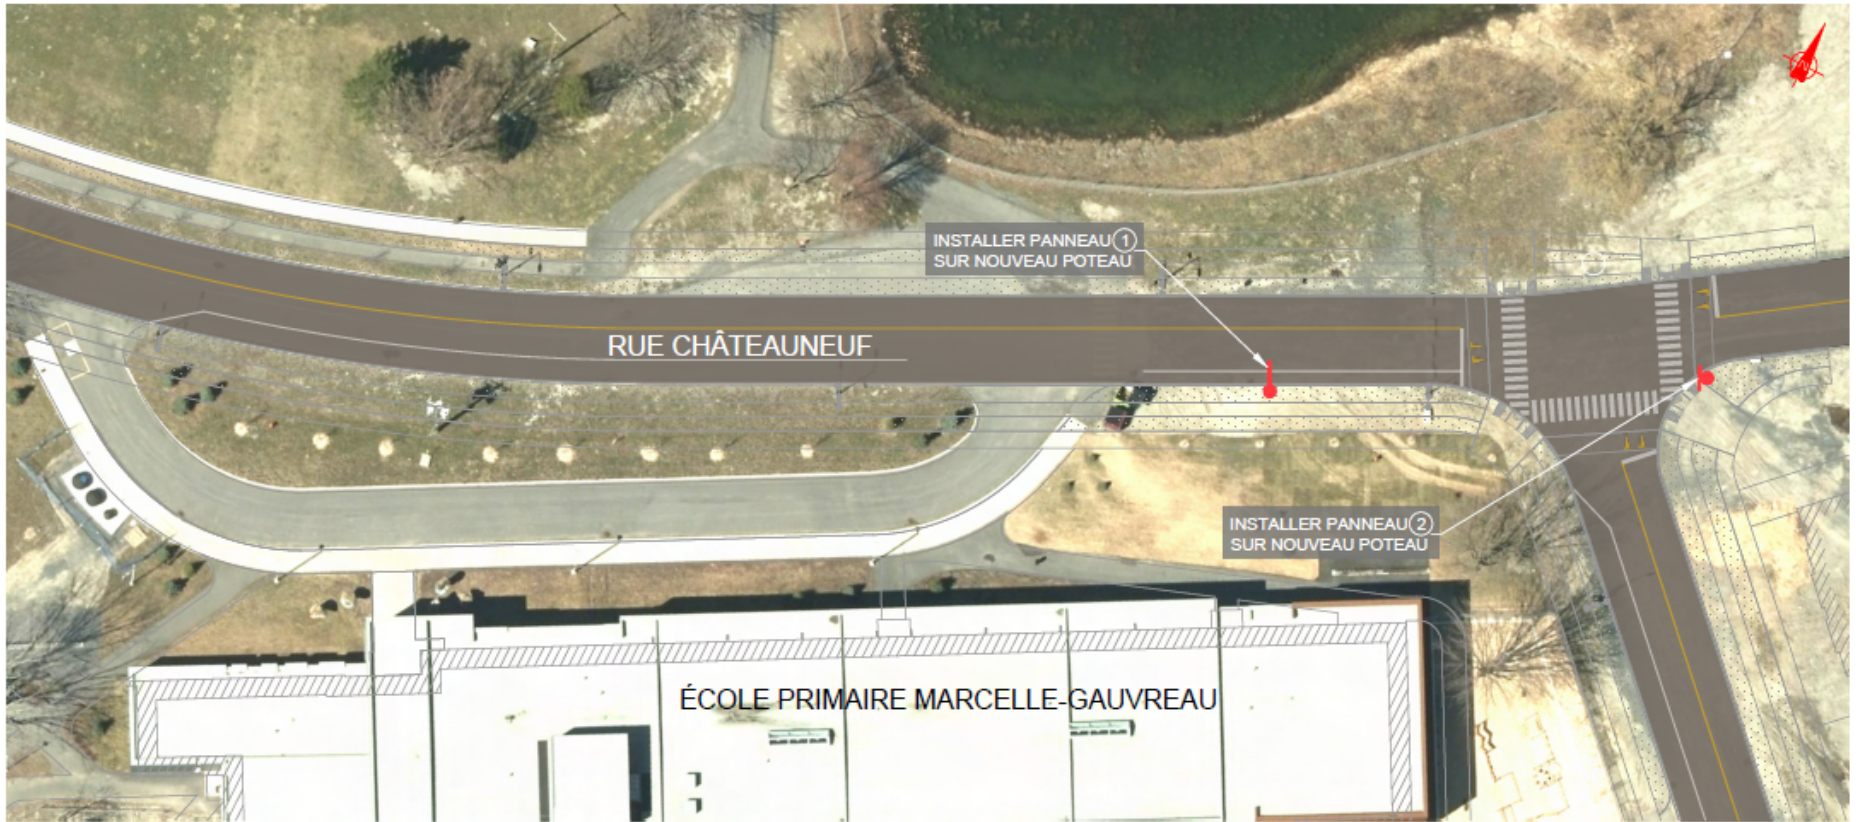 INSTALLER PANNEAU 1
SUR NOUVEAU POTEAU
RUE CHÂTEAUNEUF
INSTALLER PANNEAU 2
SUR NOUVEAU POTEAU
ÉCOLE PRIMAIRE MARCELLE-GAUVREAU